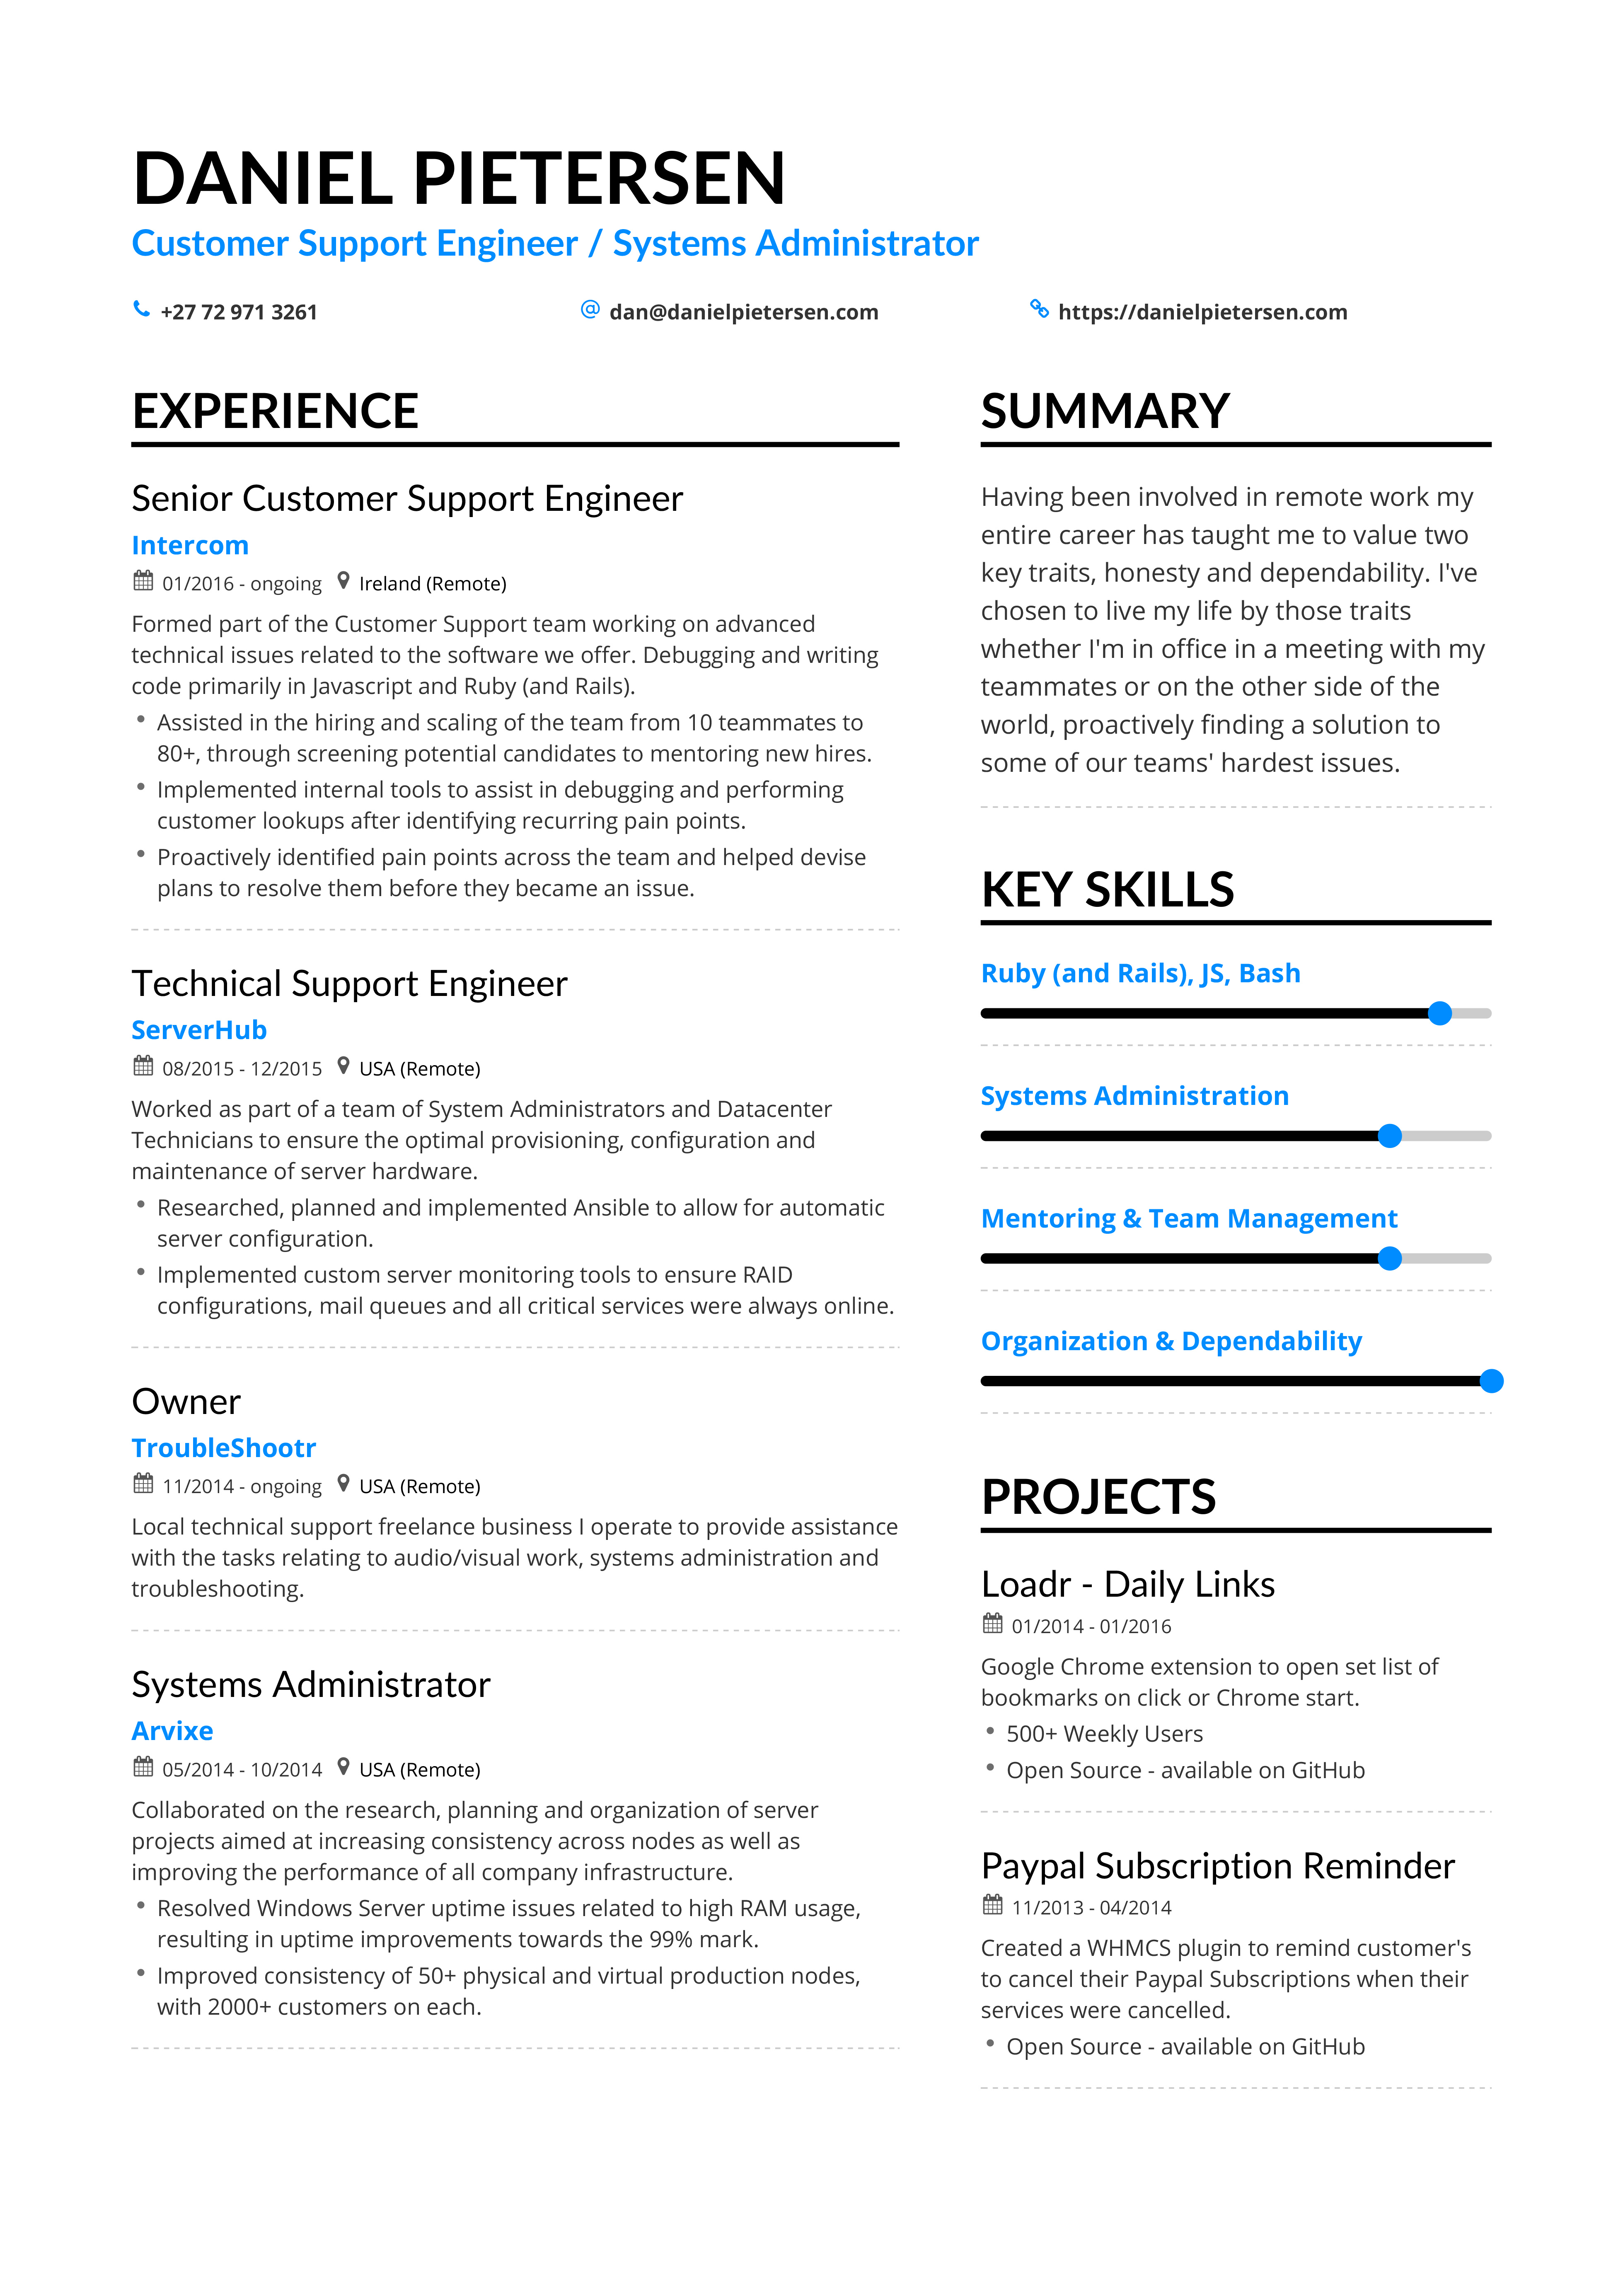 DANIEL PIETERSEN
Customer Support Engineer / Systems Administrator
+27 72 971 3261
dan@danielpietersen.com
https://danielpietersen.com
EXPERIENCE
Senior Customer Support Engineer
Intercom
01/2016 - ongoing Ireland (Remote)
Formed part of the Customer Support team working on advanced
technical issues related to the software we offer. Debugging and writing
code primarily in Javascript and Ruby (and Rails).
• Assisted in the hiring and scaling of the team from 10 teammates to
80+, through screening potential candidates to mentoring new hires.
• Implemented internal tools to assist in debugging and performing
customer lookups after identifying recurring pain points.
• Proactively identified pain points across the team and helped devise
plans to resolve them before they became an issue.
Technical Support Engineer
ServerHub
08/2015 - 12/2015 USA (Remote)
Worked as part of a team of System Administrators and Datacenter
Technicians to ensure the optimal provisioning, configuration and
maintenance of server hardware.
• Researched, planned and implemented Ansible to allow for automatic
server configuration.
• Implemented custom server monitoring tools to ensure RAID
configurations, mail queues and all critical services were always online.
Owner
TroubleShootr
11/2014 - ongoing USA (Remote)
Local technical support freelance business I operate to provide assistance
with the tasks relating to audio/visual work, systems administration and
troubleshooting.
Systems Administrator
Arvixe
05/2014 - 10/2014 USA (Remote)
Collaborated on the research, planning and organization of server
projects aimed at increasing consistency across nodes as well as
improving the performance of all company infrastructure.
• Resolved Windows Server uptime issues related to high RAM usage,
resulting in uptime improvements towards the 99% mark.
• Improved consistency of 50+ physical and virtual production nodes,
with 2000+ customers on each.
SUMMARY
Having been involved in remote work my
entire career has taught me to value two
key traits, honesty and dependability. I've
chosen to live my life by those traits
whether I'm in office in a meeting with my
teammates or on the other side of the
world, proactively finding a solution to
some of our teams' hardest issues.
KEY SKILLS
Ruby (and Rails), JS, Bash
Systems Administration
Mentoring & Team Management
Organization & Dependability
PROJECTS
Loadr - Daily Links
01/2014 - 01/2016
Google Chrome extension to open set list of
bookmarks on click or Chrome start.
• 500+ Weekly Users
• Open Source - available on GitHub
Paypal Subscription Reminder
11/2013 - 04/2014
Created a WHMCS plugin to remind customer's
to cancel their Paypal Subscriptions when their
services were cancelled.
• Open Source - available on GitHub